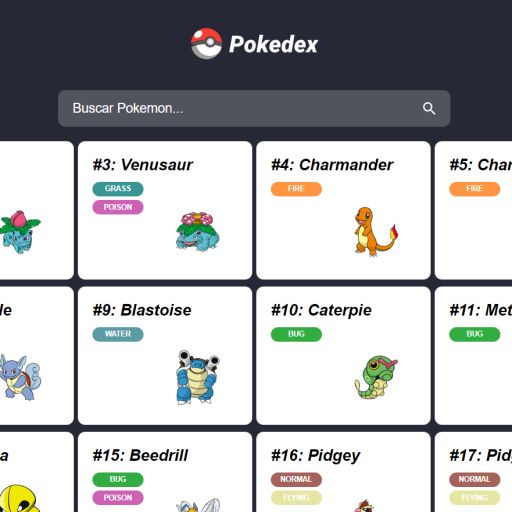 Pokedex
Buscar Pokemon...
#3: Venusaur
GRASS
POISON
#4: Charmander
FIRE
#5: Char
FIRE
le
#9: Blastoise
WATER
#10: Caterpie
BUG
#11: Met
BUG
a
#15: Beedrill
BUG
POISON
#16: Pidgey
NORMAL
FLYING
#17: Pidg
NORMAL
FLYING